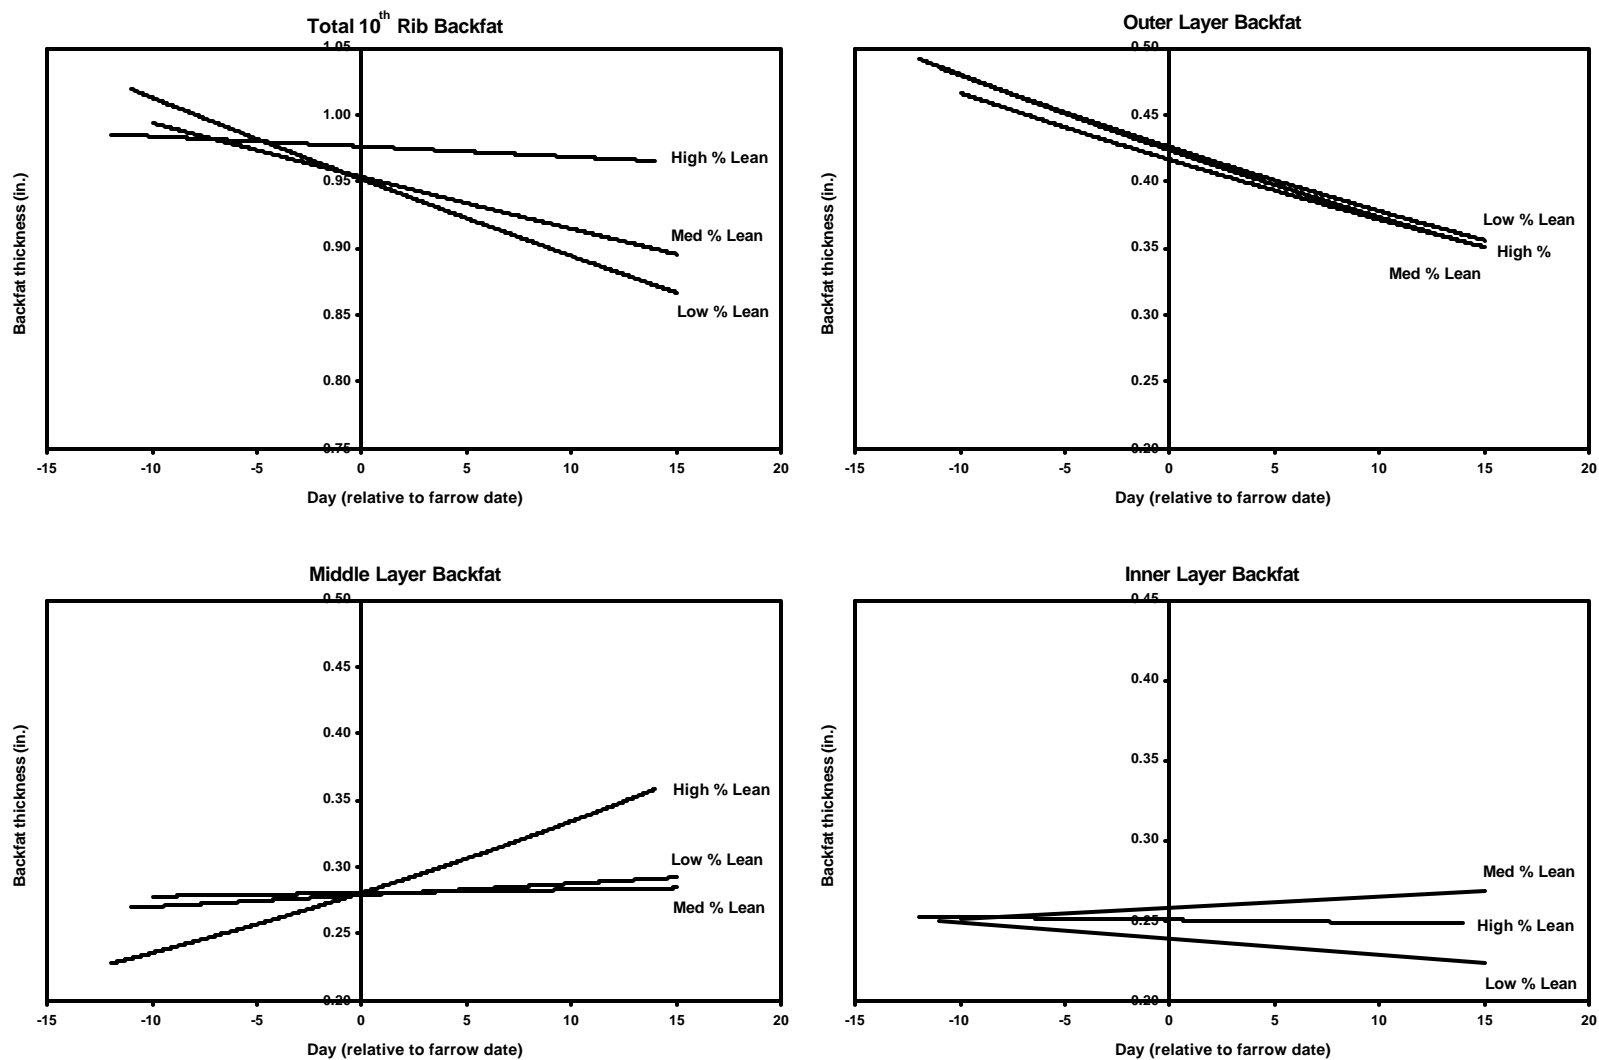 Total 10th Rib Backfat
1.05
1.00
0.95
0.90
0.85
0.80
0.75
Backfat thickness (in.)
High % Lean
Med % Lean
Low % Lean
-15 -10 -5 0 5 10 15 20
Day (relative to farrow date)
Outer Layer Backfat
0.50
0.45
0.40
0.35
0.30
0.25
0.20
Backfat thickness (in.)
Low % Lean
High %
Med % Lean
-15 -10 -5 0 5 10 15 20
Day (relative to farrow date)
Middle Layer Backfat
0.50
0.45
0.40
0.35
0.30
0.25
0.20
Backfat thickness (in.)
High % Lean
Low % Lean
Med % Lean
-15 -10 -5 0 5 10 15 20
Day (relative to farrow date)
Inner Layer Backfat
0.45
0.40
0.35
0.30
0.25
0.20
Backfat thickness (in.)
Med % Lean
High % Lean
Low % Lean
-15 -10 -5 0 5 10 15 20
Day (relative to farrow date)